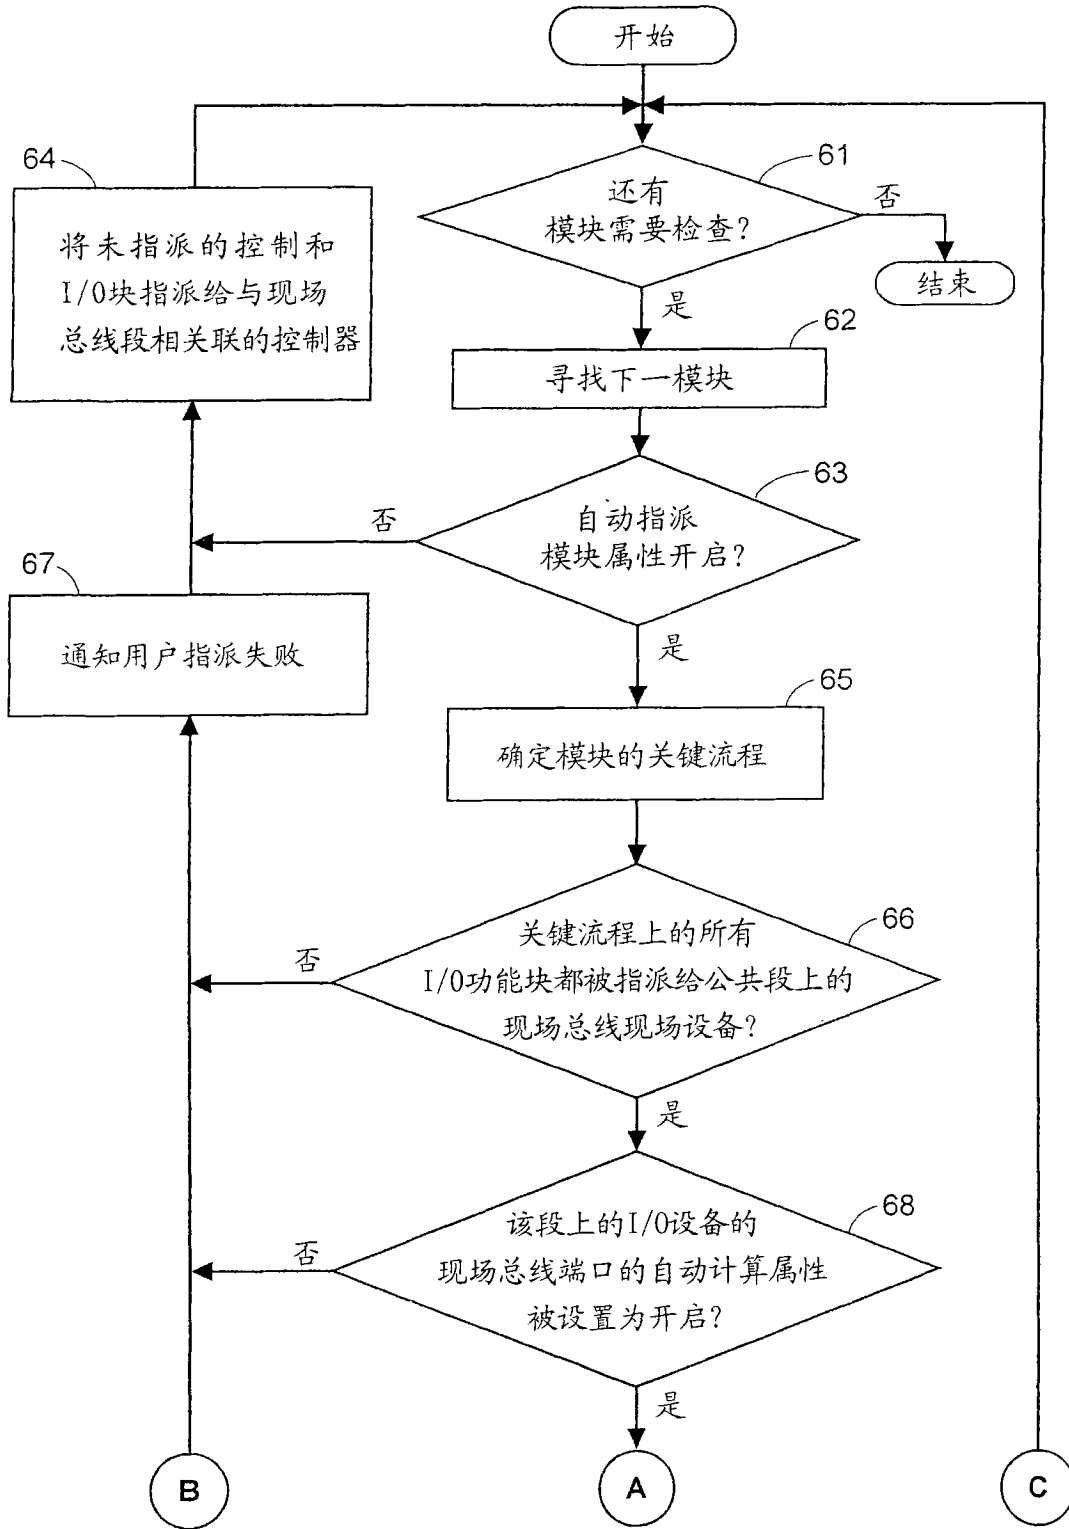 开始
64
61
还有
模块需要检查?
否
将未指派的控制和
I/O块指派给与现场
总线段相关联的控制器
结束
是
62
寻找下一模块
63
否
自动指派
模块属性开启?
67
通知用户指派失败
是
65
确定模块的关键流程
66
关键流程上的所有
否
I/O功能块都被指派给公共段上的
现场总线现场设备?
是
68
该段上的I/O设备的
否
现场总线端口的自动计算属性
被设置为开启?
是
B
A
C